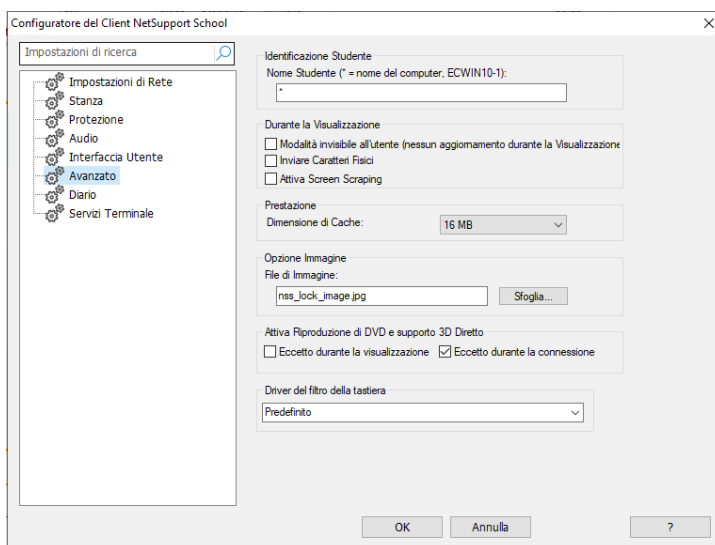 Configuratore del Client NetSupport School
Impostazioni di ricerca
Impostazioni di Rete
Stanza
Protezione
Audio
Interfaccia Utente
Avanzato
Diario
Servizi Terminale
Identificazione Studente
Nome Studente (* = nome del computer, ECWIN10-1):
*
Durante la Visualizzazione
Modalità invisibile all'utente (nessun aggiornamento durante la Visualizzazione
Inviare Caratteri Fisici
Attiva Screen Scraping
Prestazione
Dimensione di Cache:
16 MB
Opzione Immagine
File di Immagine:
nss_lock_image.jpg
Sfoglia...
Attiva Riproduzione di DVD e supporto 3D Diretto
Eccetto durante la visualizzazione
Eccetto durante la connessione
Driver del filtro della tastiera
Predefinito
OK
Annulla
?